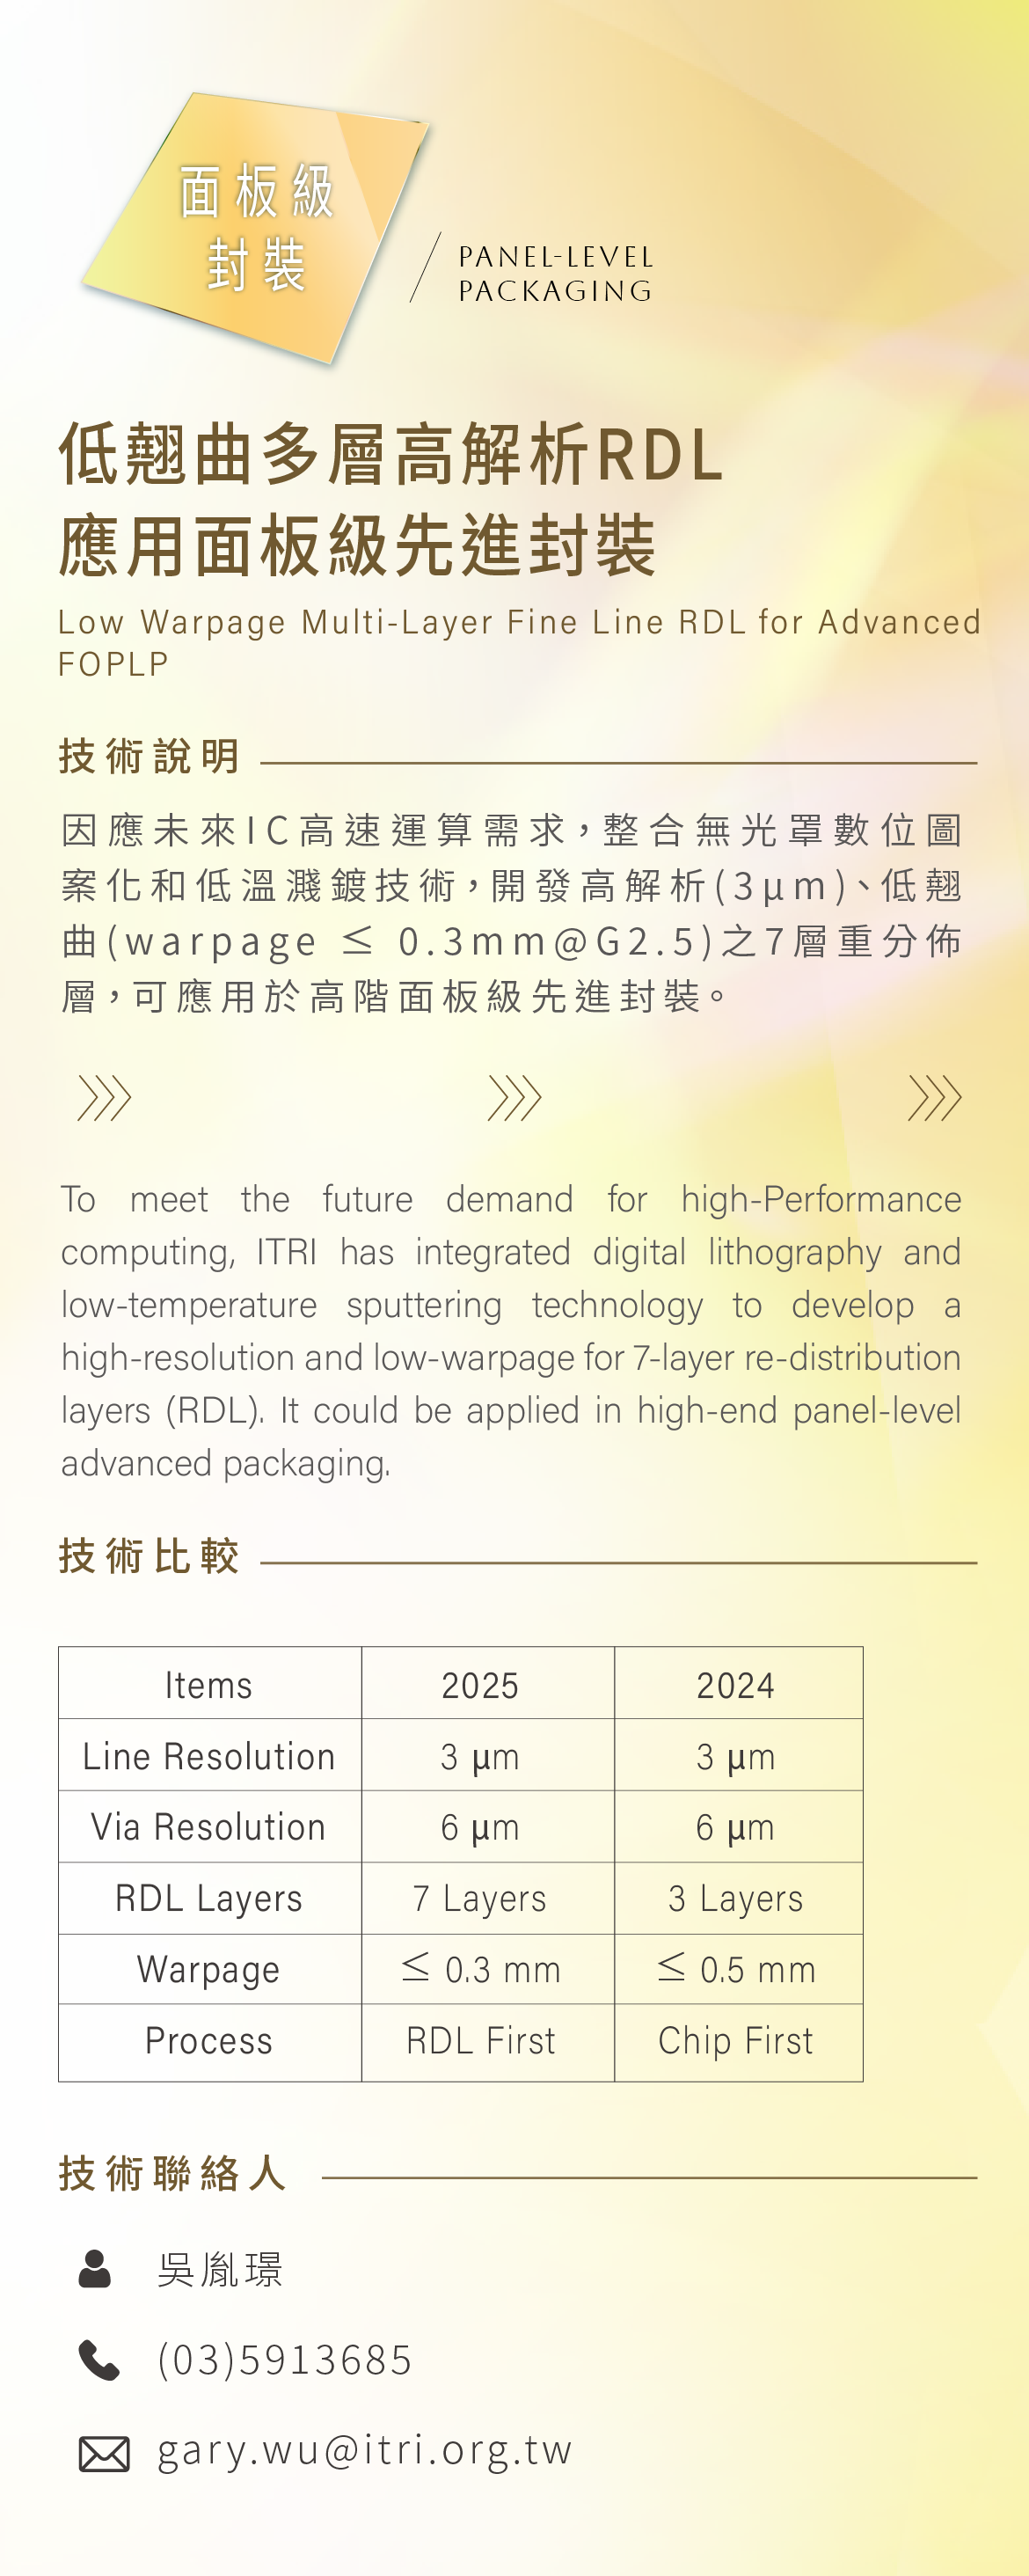 面板級
封裝
PANEL-LEVEL
PACKAGING
低翹曲多層高解析RDL
應用面板級先進封裝
Low Warpage Multi-Layer Fine Line RDL for Advanced
FOPLP
技術說明
因應未來IC高速運算需求，整合無光罩數位圖
案化和低溫濺鍍技術，開發高解析(3μm)、低翹
曲(warpage ≤ 0.3mm@G2.5)之7層重分佈
層，可應用於高階面板級先進封裝。
To meet the future demand for high-Performance
computing, ITRI has integrated digital lithography and
low-temperature sputtering technology to develop a
high-resolution and low-warpage for 7-layer re-distribution
layers (RDL). It could be applied in high-end panel-level
advanced packaging.
技術比較
Items 2025 2024
Line Resolution 3 μm 3 μm
Via Resolution 6 μm 6 μm
RDL Layers 7 Layers 3 Layers
Warpage ≤ 0.3 mm ≤ 0.5 mm
Process RDL First Chip First
技術聯絡人
吳胤璟
(03)5913685
gary.wu@itri.org.tw